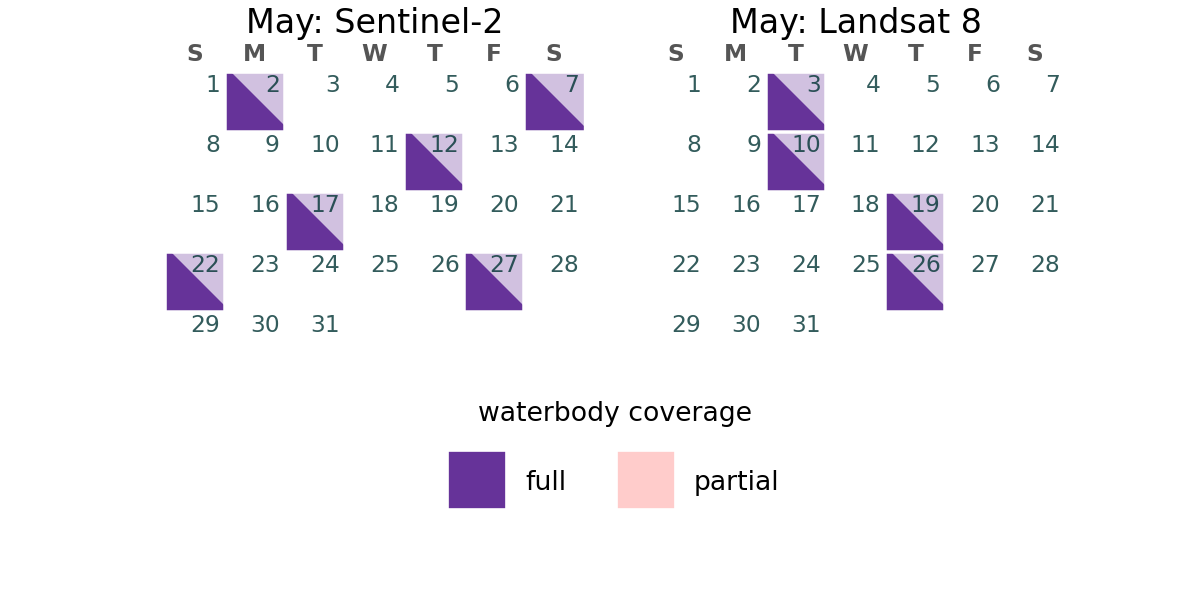 May: Sentinel-2
S M T W T F S
1 2 3 4 5 6 7
8 9 10 11 12 13 14
15 16 17 18 19 20 21
22 23 24 25 26 27 28
29 30 31
May: Landsat 8
S M T W T F S
1 2 3 4 5 6 7
8 9 10 11 12 13 14
15 16 17 18 19 20 21
22 23 24 25 26 27 28
29 30 31
waterbody coverage
full partial